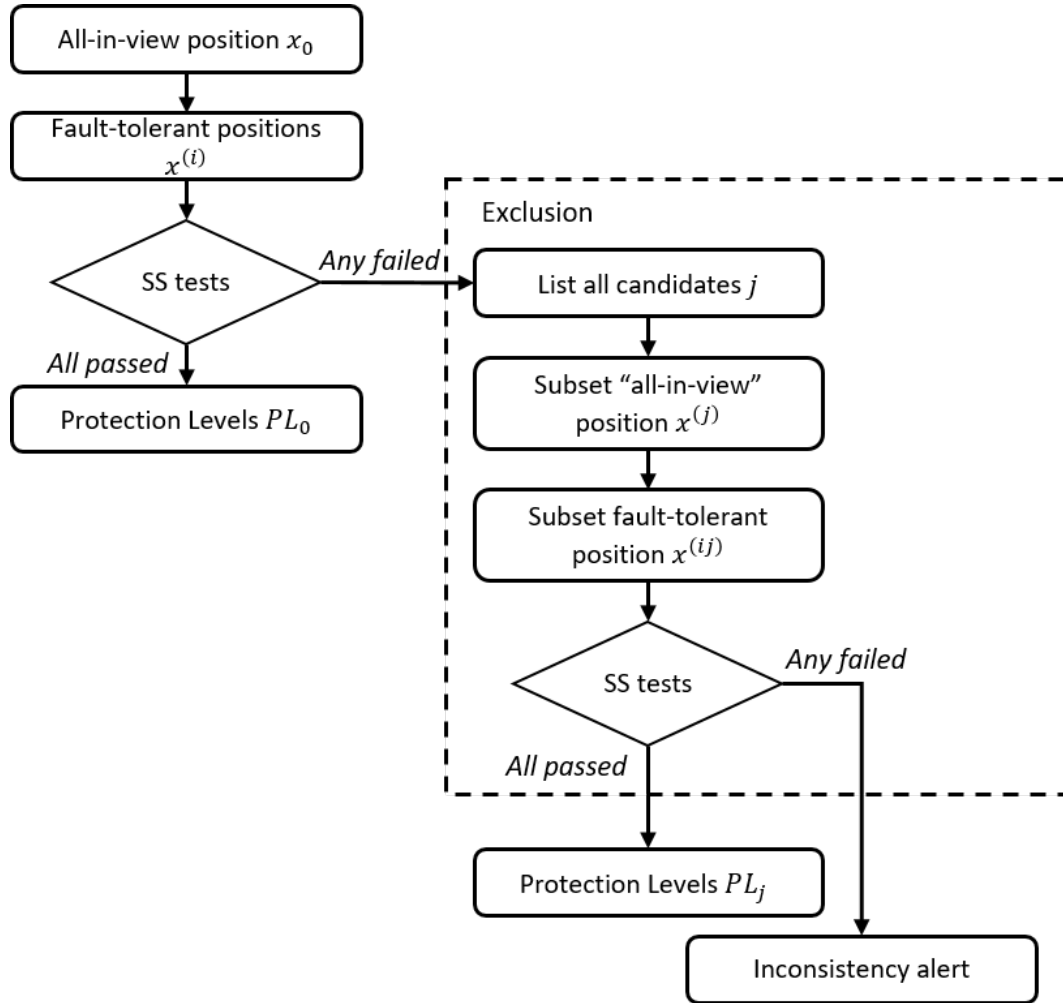 All-in-view position x₀
Fault-tolerant positions
x⁽ⁱ⁾
SS tests
Any failed
All passed
Protection Levels PL₀
Exclusion
List all candidates j
Subset “all-in-view”
position x⁽ʲ⁾
Subset fault-tolerant
position x⁽ⁱʲ⁾
SS tests
Any failed
All passed
Protection Levels PLⱼ
Inconsistency alert